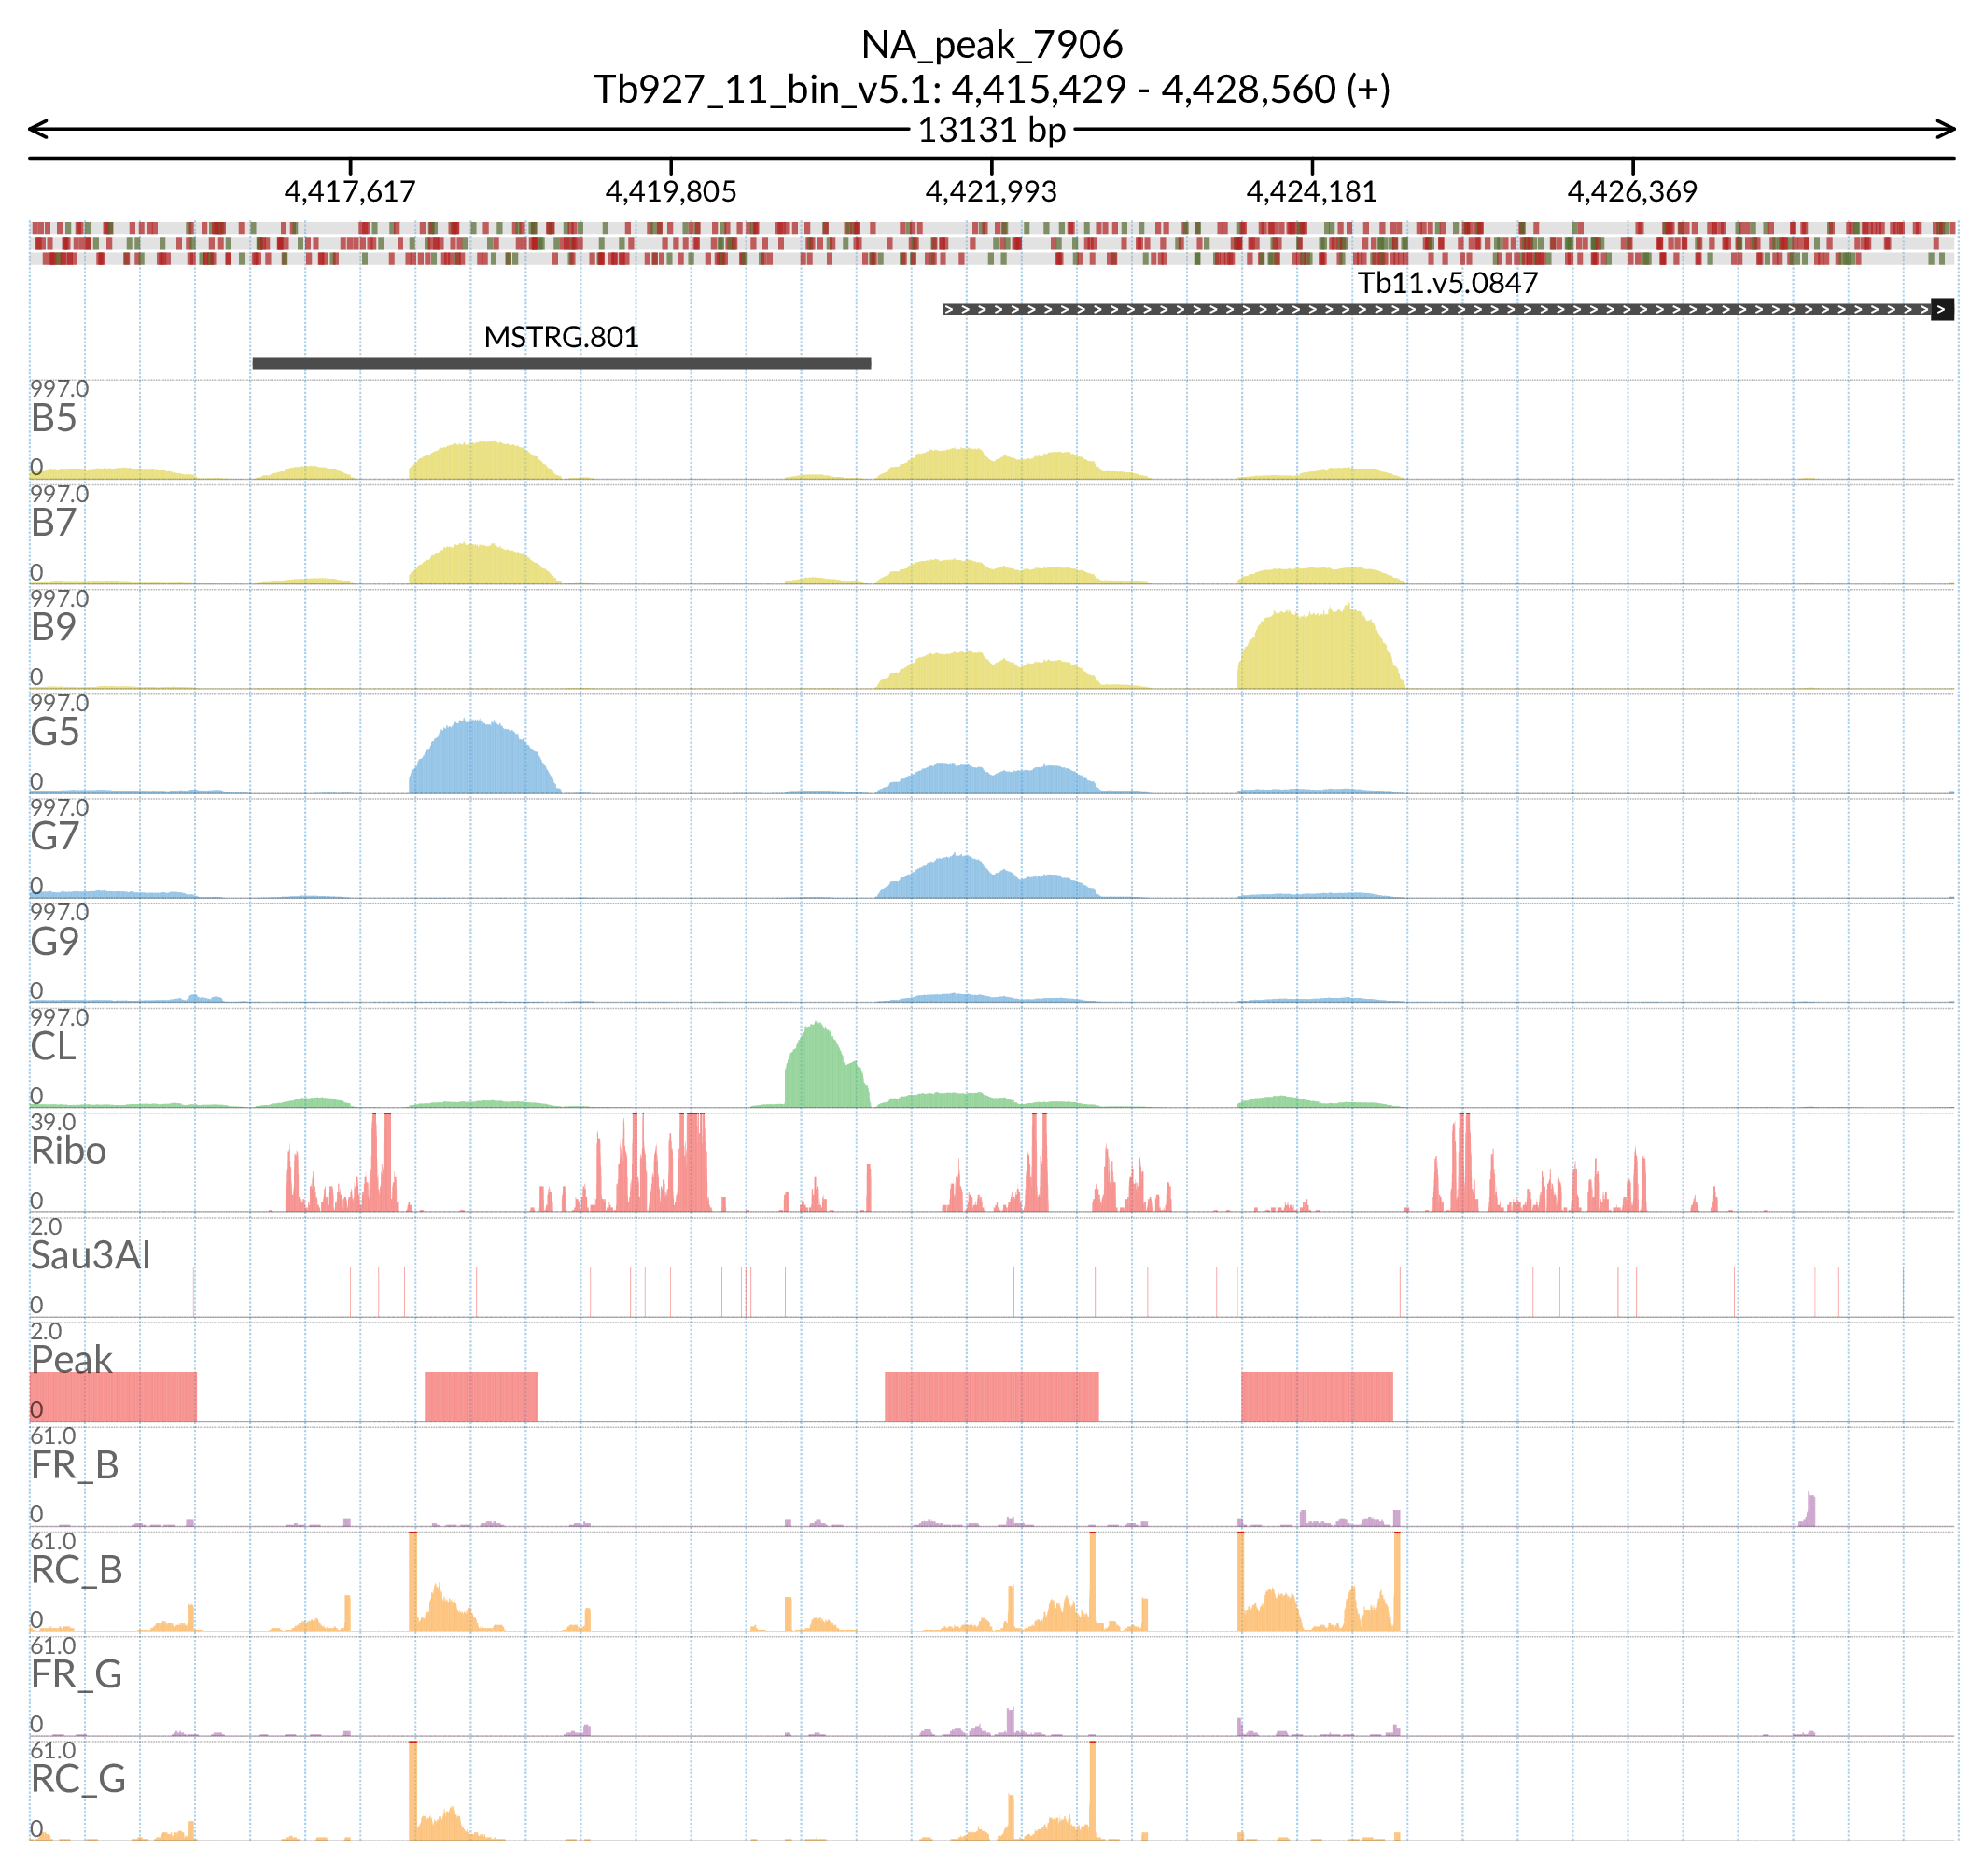 NA_peak_7906
Tb927_11_bin_v5.1: 4,415,429 - 4,428,560 (+)
13131 bp
4,417,617 4,419,805 4,421,993 4,424,181 4,426,369
Tb11.v5.0847
MSTRG.801
997.0
B5
0
997.0
B7
0
997.0
B9
0
997.0
G5
0
997.0
G7
0
997.0
G9
0
997.0
CL
0
39.0
Ribo
0
2.0
Sau3AI
0
2.0
Peak
0
61.0
FR_B
0
61.0
RC_B
0
61.0
FR_G
0
61.0
RC_G
0